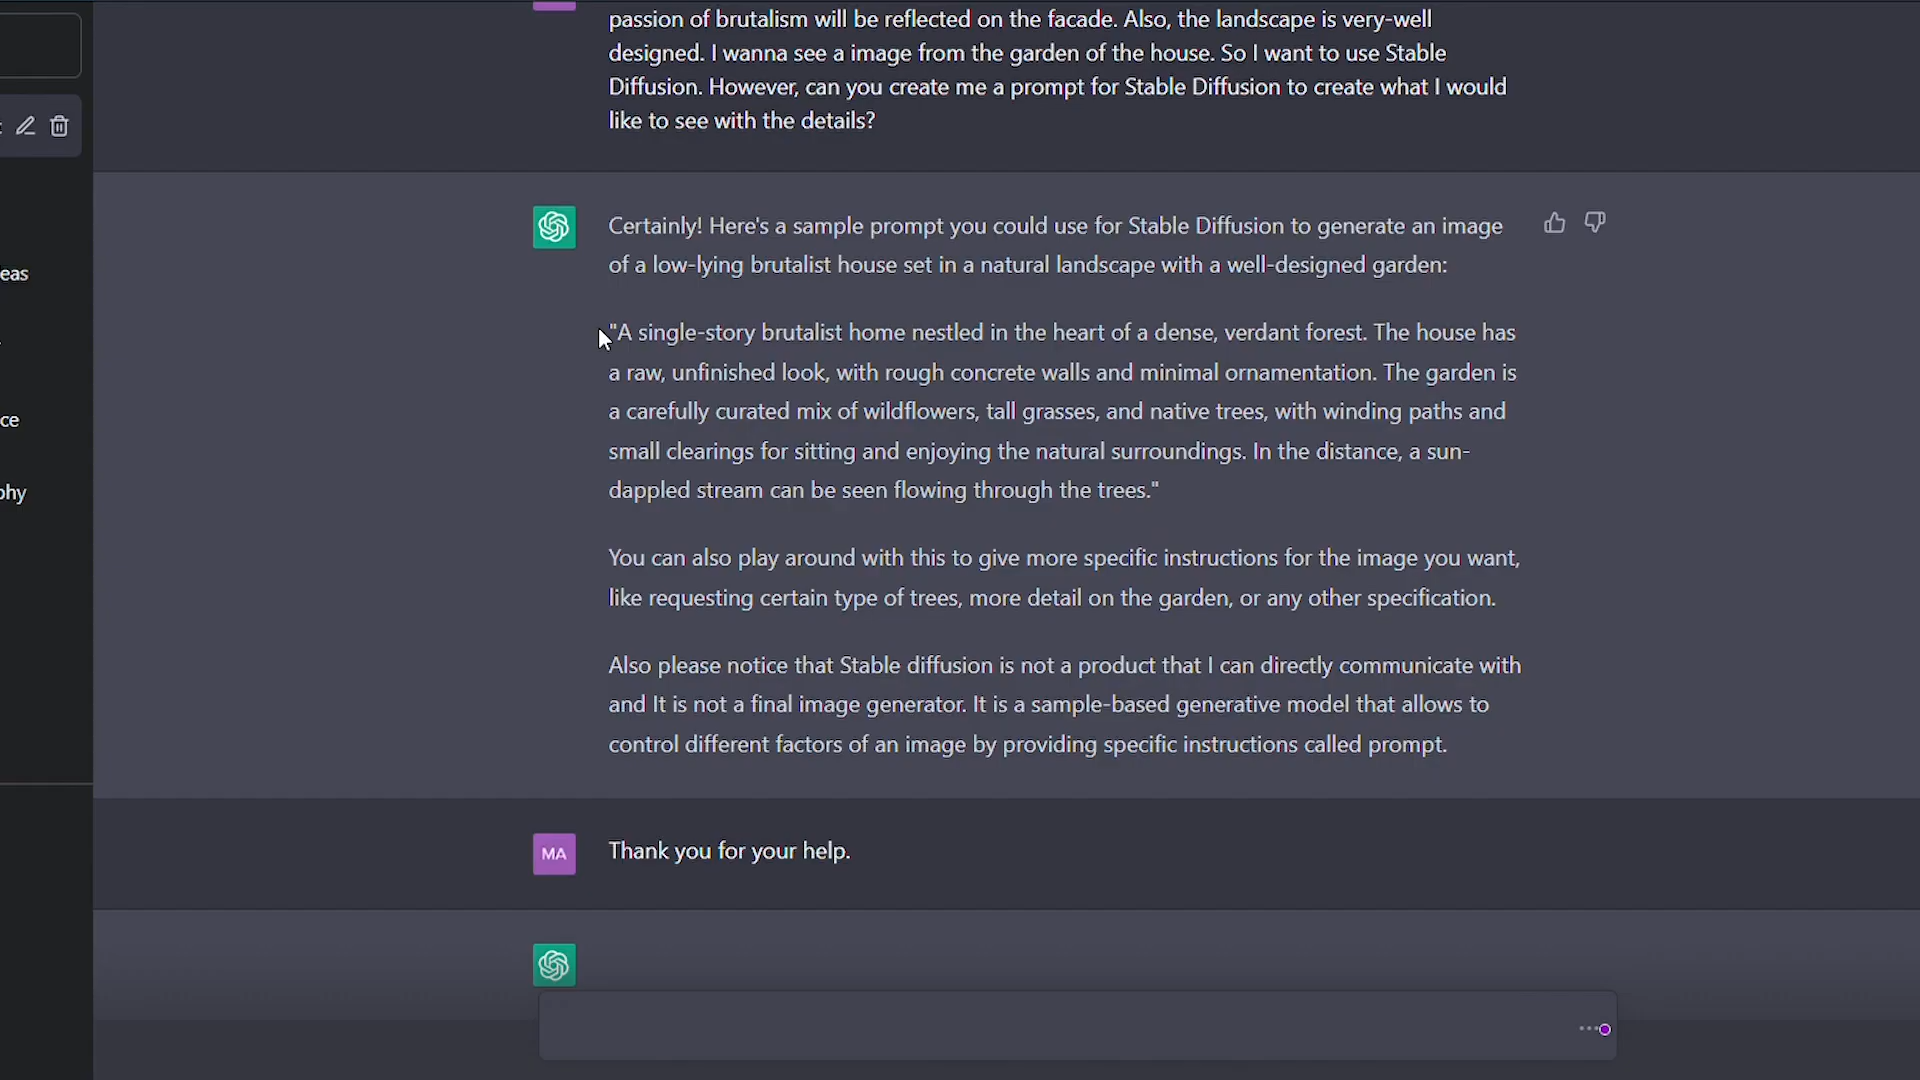 passion of brutalism will be reflected on the facade. Also, the landscape is very-well
designed. I wanna see a image from the garden of the house. So I want to use Stable
Diffusion. However, can you create me a prompt for Stable Diffusion to create what I would
like to see with the details?
Certainly! Here's a sample prompt you could use for Stable Diffusion to generate an image
of a low-lying brutalist house set in a natural landscape with a well-designed garden:
eas
"A single-story brutalist home nestled in the heart of a dense, verdant forest. The house has
a raw, unfinished look, with rough concrete walls and minimal ornamentation. The garden is
a carefully curated mix of wildflowers, tall grasses, and native trees, with winding paths and
ce
small clearings for sitting and enjoying the natural surroundings. In the distance, a sun-
dappled stream can be seen flowing through the trees."
phy
You can also play around with this to give more specific instructions for the image you want,
like requesting certain type of trees, more detail on the garden, or any other specification.
Also please notice that Stable diffusion is not a product that I can directly communicate with
and It is not a final image generator. It is a sample-based generative model that allows to
control different factors of an image by providing specific instructions called prompt.
MA
Thank you for your help.